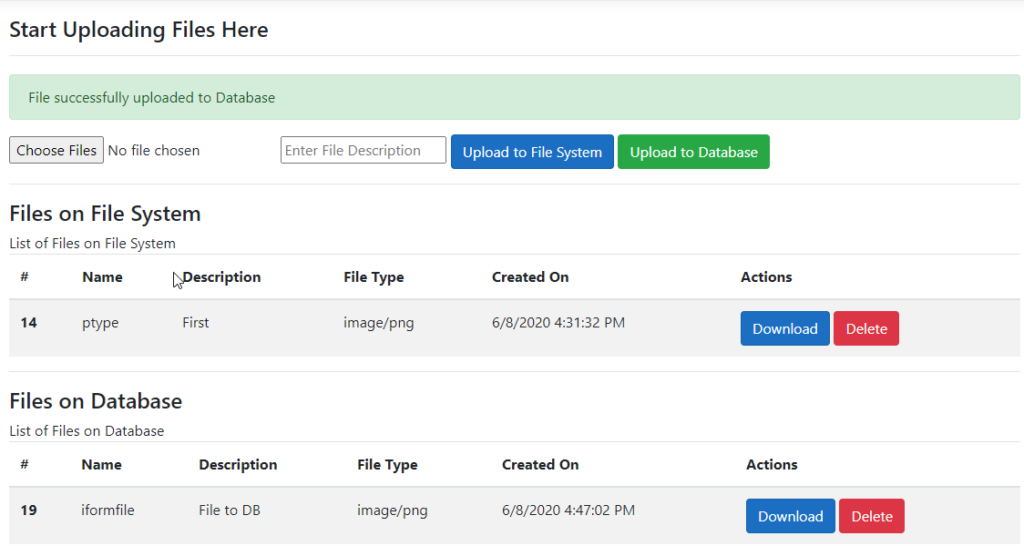 Start Uploading Files Here
File successfully uploaded to Database
Choose Files No file chosen Enter File Description Upload to File System Upload to Database
Files on File System
List of Files on File System
# Name Description File Type Created On Actions
14 ptype First image/png 6/8/2020 4:31:32 PM Download Delete
Files on Database
List of Files on Database
# Name Description File Type Created On Actions
19 iformfile File to DB image/png 6/8/2020 4:47:02 PM Download Delete